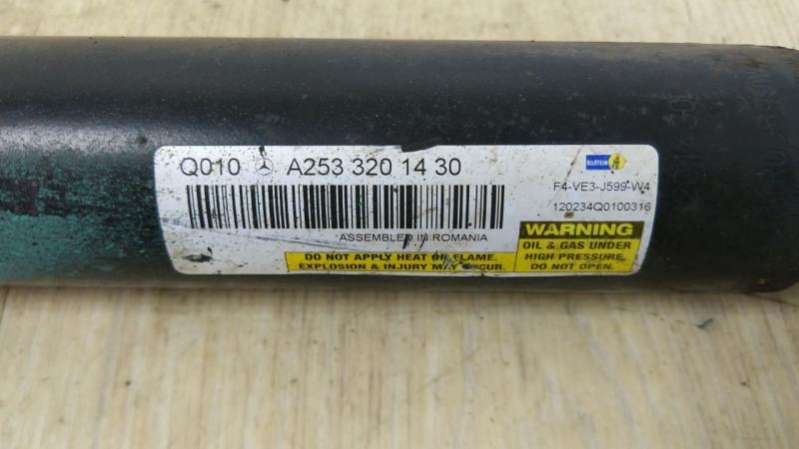 Q010 A253 320 14 30
BILSTEIN
F4-VE3-J599-W4
120234Q0100316
ASSEMBLED IN ROMANIA
WARNING
OIL & GAS UNDER
HIGH PRESSURE,
DO NOT OPEN.
DO NOT APPLY HEAT OR FLAME.
EXPLOSION & INJURY MAY OCCUR.